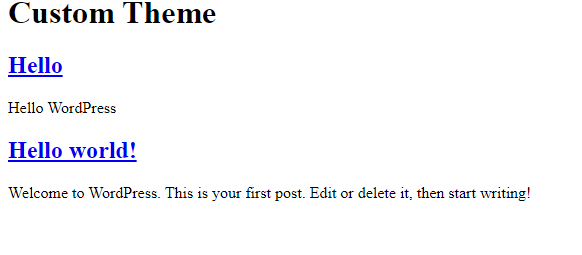 Custom Theme
Hello
Hello WordPress
Hello world!
Welcome to WordPress. This is your first post. Edit or delete it, then start writing!